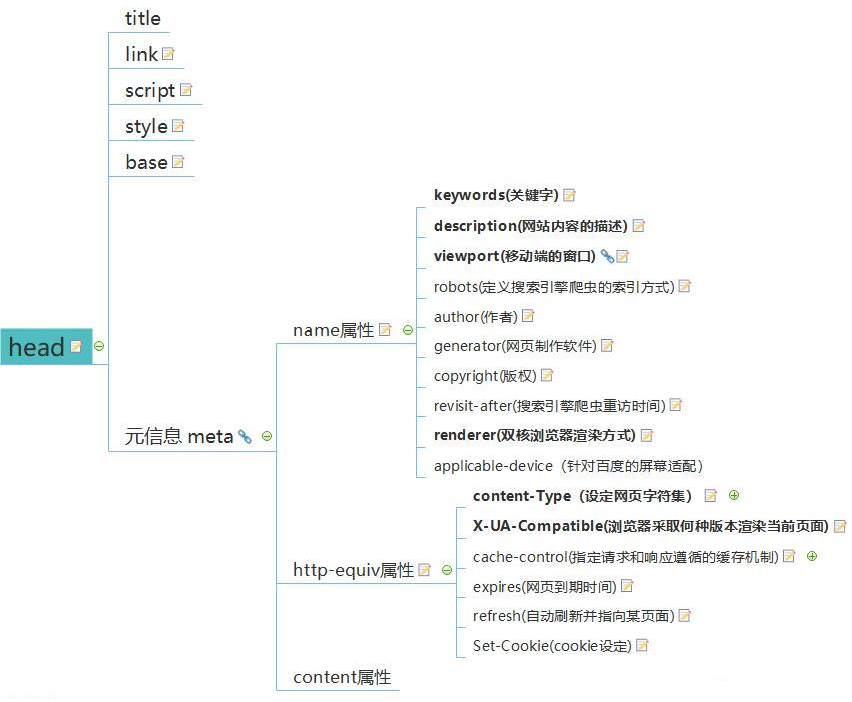 title
link
script
style
base
keywords(关键字)
description(网站内容的描述)
viewport(移动端的窗口)
robots(定义搜索引擎爬虫的索引方式)
author(作者)
name属性
head
generator(网页制作软件)
copyright(版权)
revisit-after(搜索引擎爬虫重访时间)
元信息 meta
renderer(双核浏览器渲染方式)
applicable-device（针对百度的屏幕适配）
content-Type（设定网页字符集）
X-UA-Compatible(浏览器采取何种版本渲染当前页面)
cache-control(指定请求和响应遵循的缓存机制)
http-equiv属性
expires(网页到期时间)
refresh(自动刷新并指向某页面)
Set-Cookie(cookie设定)
content属性